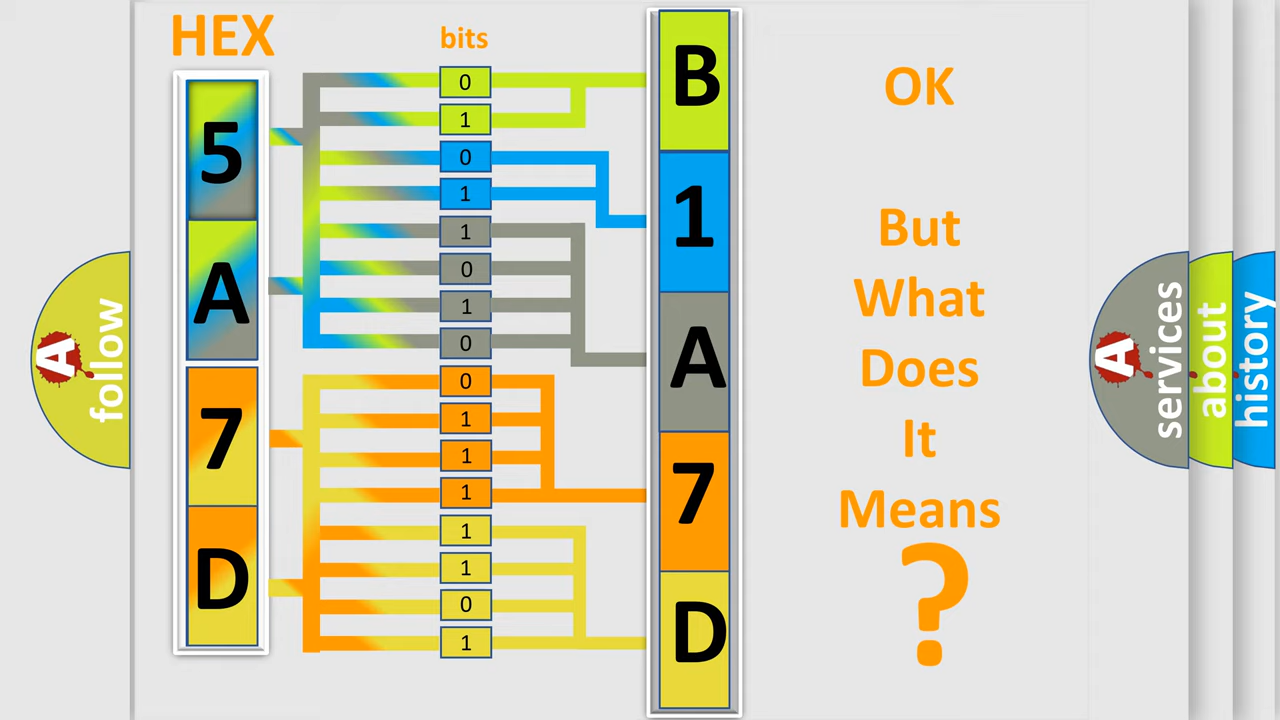 HEX
bits
5
A
7
D
0
1
0
1
1
0
1
0
0
1
1
1
1
1
0
1
B
1
A
7
D
OK
But
What
Does
It
Means
?
A
follow
A
services
about
history